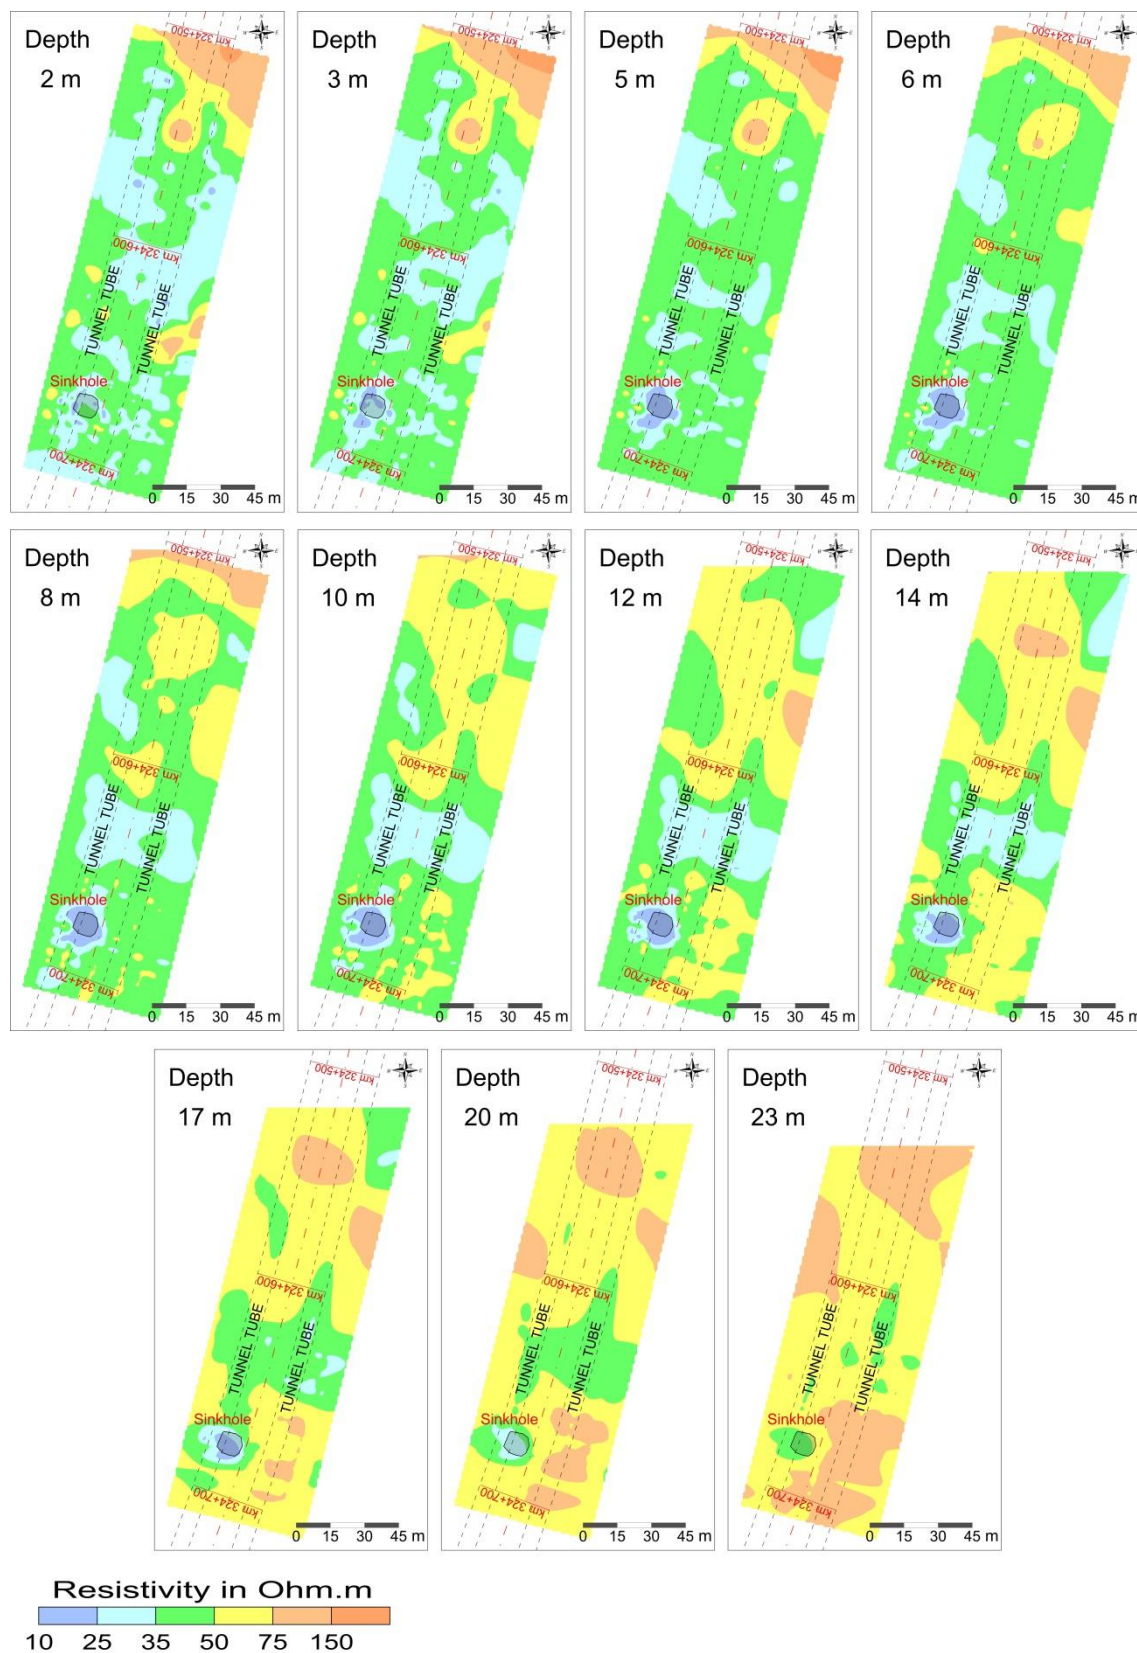 Depth
2 m
km 324+500
km 324+600
TUNNEL TUBE
TUNNEL TUBE
Sinkhole
km 324+700
0 15 30 45 m
Depth
3 m
km 324+500
km 324+600
TUNNEL TUBE
TUNNEL TUBE
Sinkhole
km 324+700
0 15 30 45 m
Depth
5 m
km 324+500
km 324+600
TUNNEL TUBE
TUNNEL TUBE
Sinkhole
km 324+700
0 15 30 45 m
Depth
6 m
km 324+500
km 324+600
TUNNEL TUBE
TUNNEL TUBE
Sinkhole
km 324+700
0 15 30 45 m
Depth
8 m
km 324+500
km 324+600
TUNNEL TUBE
TUNNEL TUBE
Sinkhole
km 324+700
0 15 30 45 m
Depth
10 m
km 324+500
km 324+600
TUNNEL TUBE
TUNNEL TUBE
Sinkhole
km 324+700
0 15 30 45 m
Depth
12 m
km 324+500
km 324+600
TUNNEL TUBE
TUNNEL TUBE
Sinkhole
km 324+700
0 15 30 45 m
Depth
14 m
km 324+500
km 324+600
TUNNEL TUBE
TUNNEL TUBE
Sinkhole
km 324+700
0 15 30 45 m
Depth
17 m
km 324+500
km 324+600
TUNNEL TUBE
TUNNEL TUBE
Sinkhole
km 324+700
0 15 30 45 m
Depth
20 m
km 324+500
km 324+600
TUNNEL TUBE
TUNNEL TUBE
Sinkhole
km 324+700
0 15 30 45 m
Depth
23 m
km 324+500
km 324+600
TUNNEL TUBE
TUNNEL TUBE
Sinkhole
km 324+700
0 15 30 45 m
Resistivity in Ohm.m
10 25 35 50 75 150